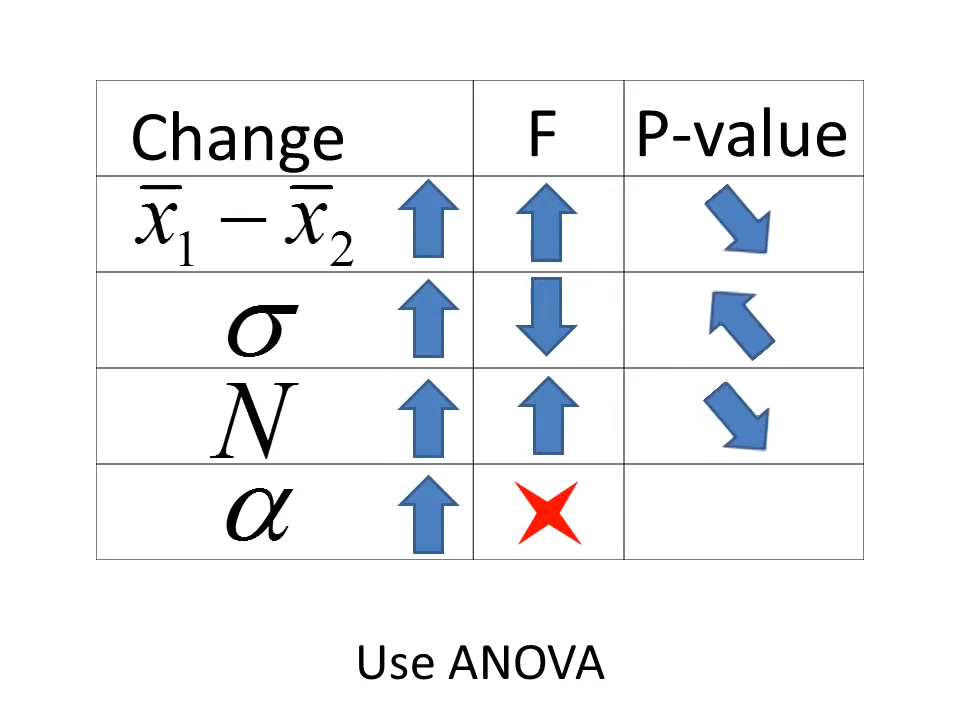 Change F P-value
x̅₁ − x̅₂
σ
N
α
Use ANOVA